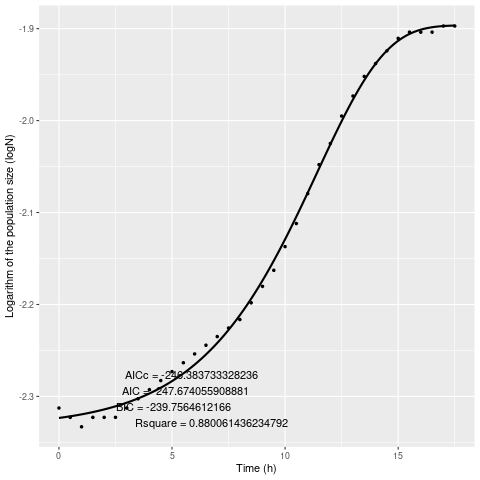 -1.9
-2.0
-2.1
-2.2
-2.3
Logarithm of the population size (logN)
AICc = -246.383733328236
AIC = -247.674055908881
BIC = -239.7564612166
Rsquare = 0.880061436234792
0 5 10 15
Time (h)